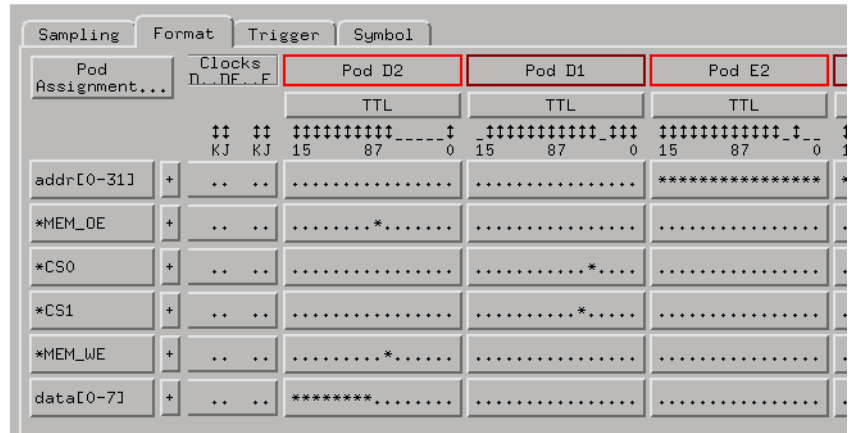 Sampling Format Trigger Symbol
Pod Assignment... Clocks D..DE..E Pod D2 Pod D1 Pod E2
TTL TTL TTL
↕↕ ↕↕ ↕↕↕↕↕↕↕↕↕↕_____↕ _↕↕↕↕↕↕↕↕↕↕↕_↕↕↕ ↕↕↕↕↕↕↕↕↕↕↕↕_↕__
KJ KJ 15 87 0 15 87 0 15 87 0
addr[0-31] + .. .. ................ ................ ****************
*MEM_OE + .. .. ........*....... ................ ................
*CS0 + .. .. ................ ...........*.... ................
*CS1 + .. .. ................ ..........*..... ................
*MEM_WE + .. .. .........*...... ................ ................
data[0-7] + .. .. ********........ ................ ................